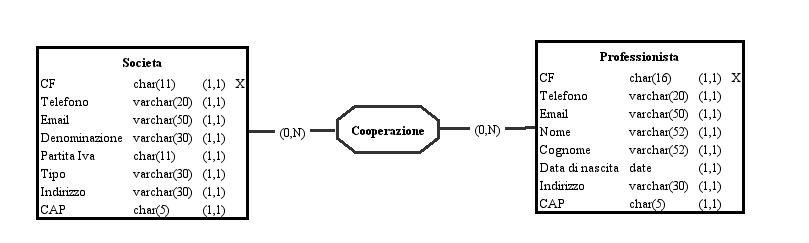 Societa
CF char(11) (1,1) X
Telefono varchar(20) (1,1)
Email varchar(50) (1,1)
Denominazione varchar(30) (1,1)
Partita Iva char(11) (1,1)
Tipo varchar(30) (1,1)
Indirizzo varchar(30) (1,1)
CAP char(5) (1,1)
(0,N)
Cooperazione
(0,N)
Professionista
CF char(16) (1,1) X
Telefono varchar(20) (1,1)
Email varchar(50) (1,1)
Nome varchar(52) (1,1)
Cognome varchar(52) (1,1)
Data di nascita date (1,1)
Indirizzo varchar(30) (1,1)
CAP char(5) (1,1)